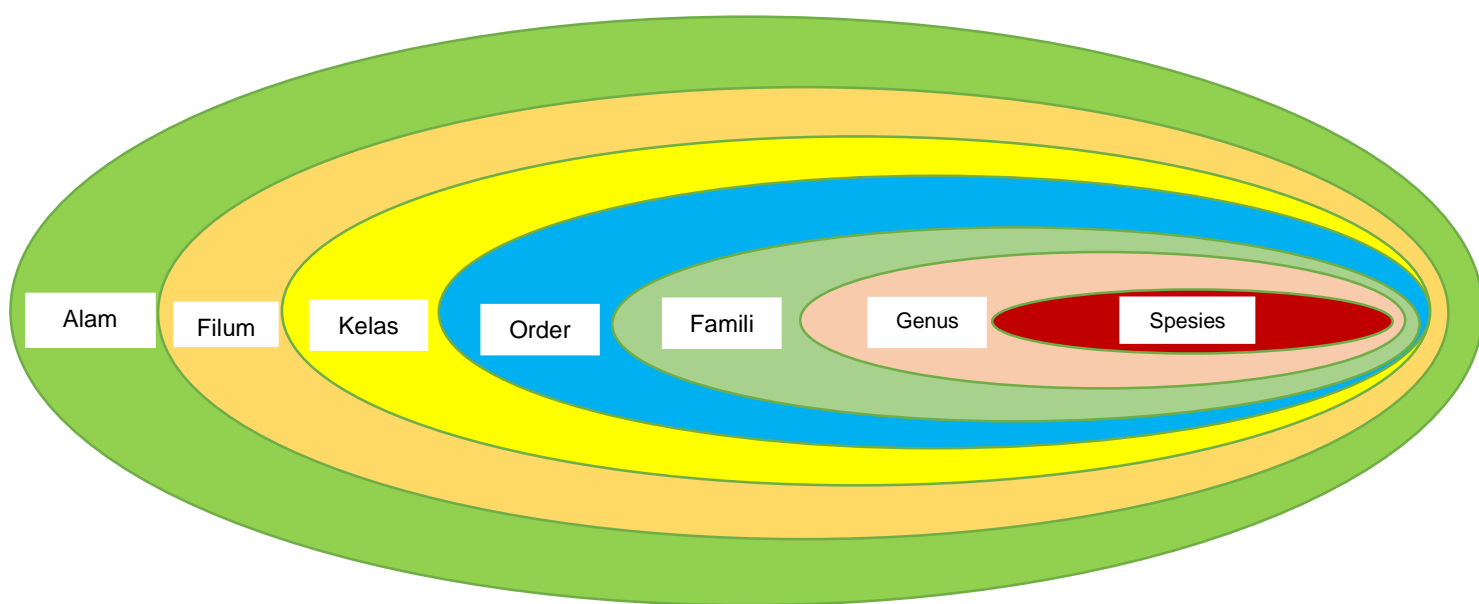 Alam
Filum
Kelas
Order
Famili
Genus
Spesies